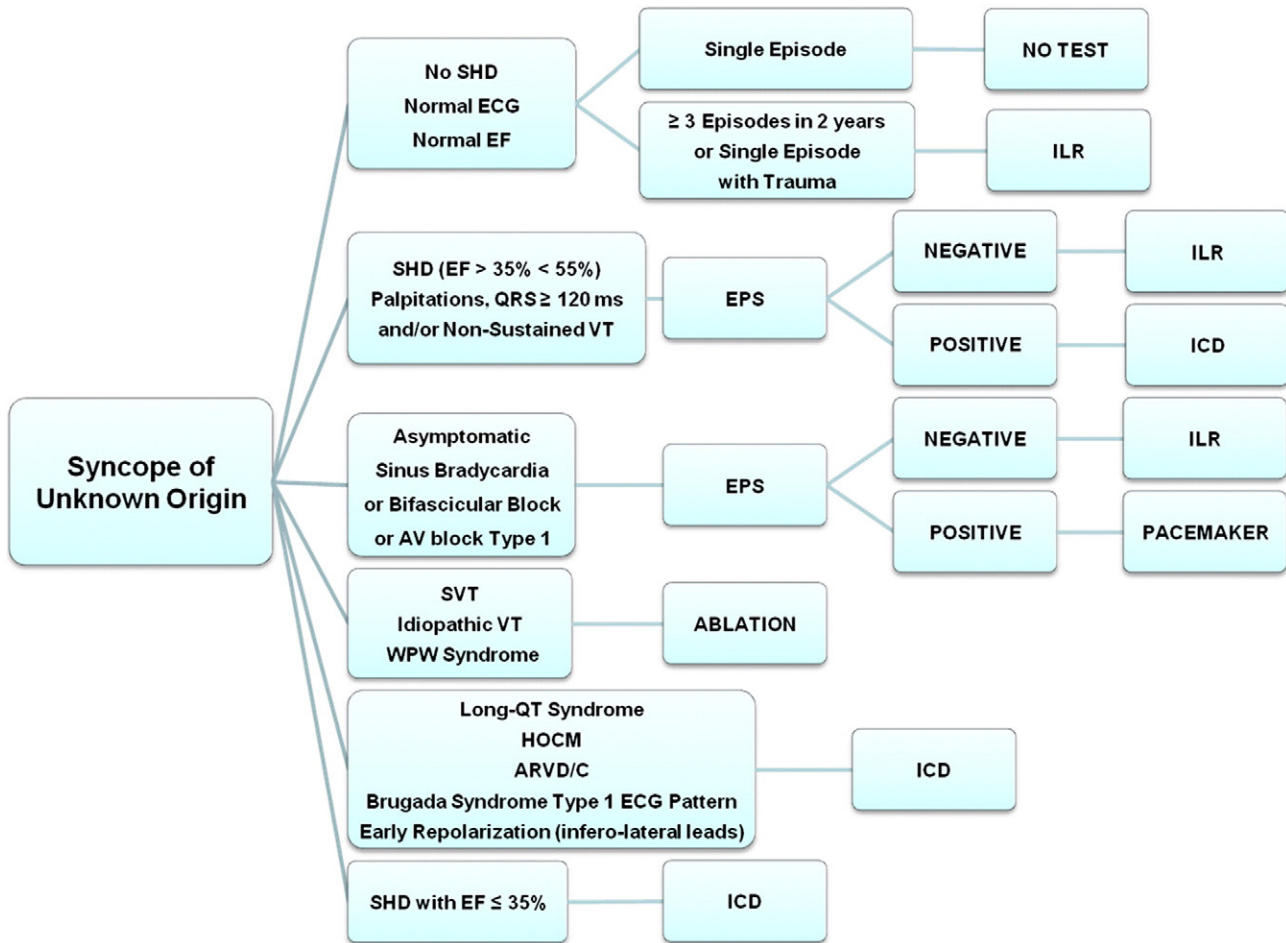 Syncope of
Unknown Origin
No SHD
Normal ECG
Normal EF
Single Episode
NO TEST
≥ 3 Episodes in 2 years
or Single Episode
with Trauma
ILR
SHD (EF > 35% < 55%)
Palpitations, QRS ≥ 120 ms
and/or Non-Sustained VT
EPS
NEGATIVE
ILR
POSITIVE
ICD
Asymptomatic
Sinus Bradycardia
or Bifascicular Block
or AV block Type 1
EPS
NEGATIVE
ILR
POSITIVE
PACEMAKER
SVT
Idiopathic VT
WPW Syndrome
ABLATION
Long-QT Syndrome
HOCM
ARVD/C
Brugada Syndrome Type 1 ECG Pattern
Early Repolarization (infero-lateral leads)
ICD
SHD with EF ≤ 35%
ICD